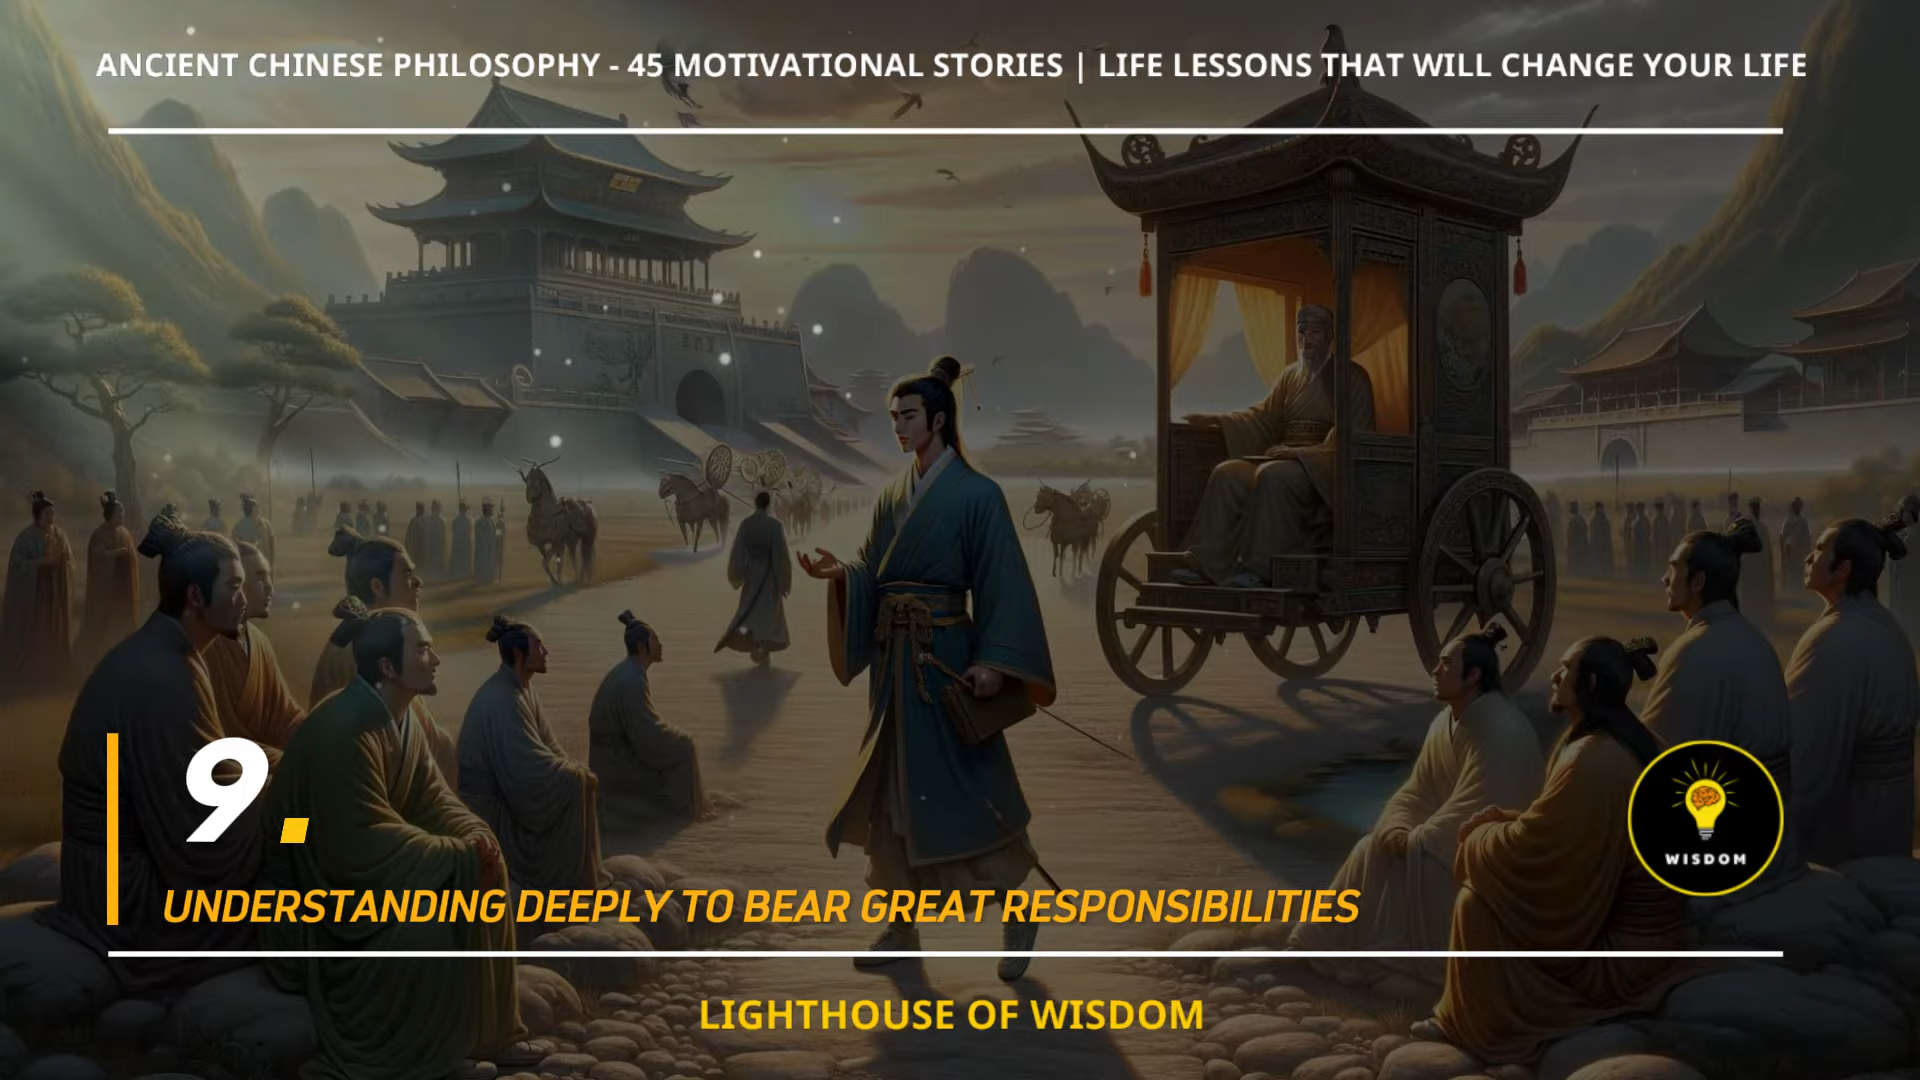 ANCIENT CHINESE PHILOSOPHY - 45 MOTIVATIONAL STORIES | LIFE LESSONS THAT WILL CHANGE YOUR LIFE
9.
UNDERSTANDING DEEPLY TO BEAR GREAT RESPONSIBILITIES
WISDOM
LIGHTHOUSE OF WISDOM